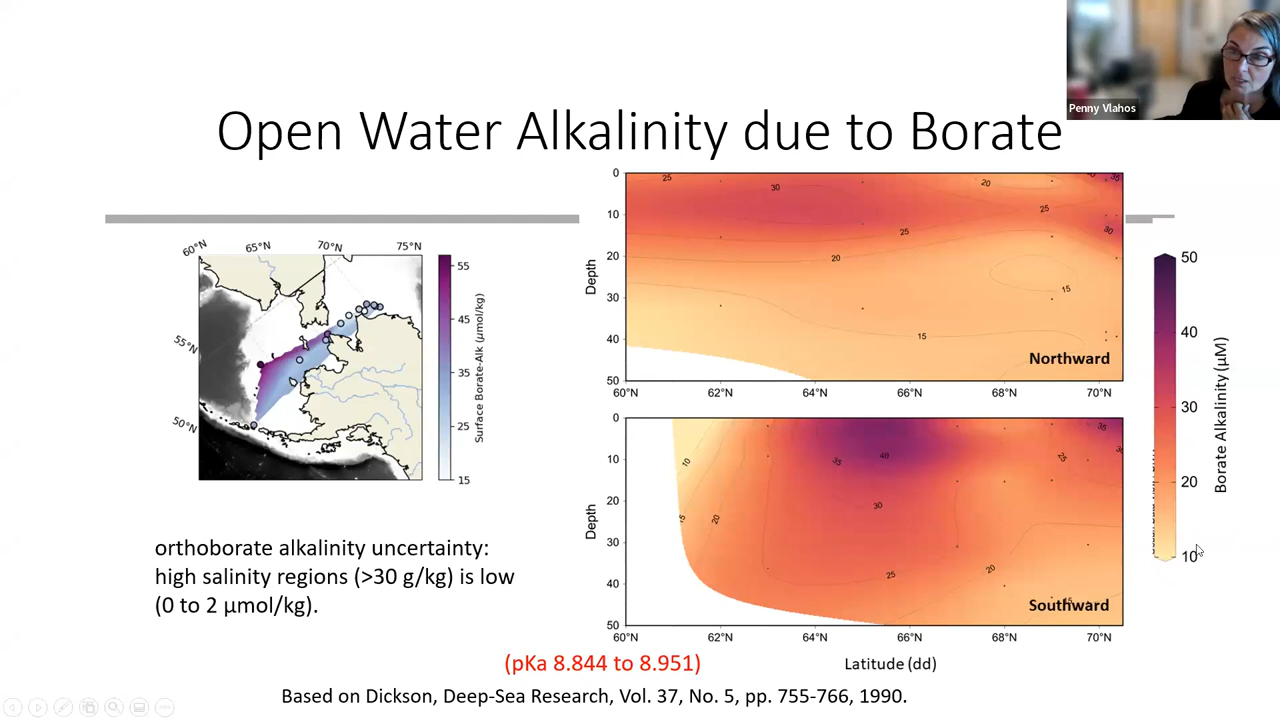 Penny Vlahos
Open Water Alkalinity due to Borate
60°N
65°N
70°N
75°N
55°N
50°N
55
45
35
25
15
Surface Borate-Alk (μmol/kg)
0
10
20
30
40
50
Depth
25
30
20
35
25
30
25
20
15
15
Northward
60°N
62°N
64°N
66°N
68°N
70°N
0
10
20
30
40
50
Depth
10
15
20
35
40
30
25
20
25
35
15
Southward
60°N
62°N
64°N
66°N
68°N
70°N
Latitude (dd)
50
40
30
20
10
Borate Alkalinity (μM)
orthoborate alkalinity uncertainty:
high salinity regions (>30 g/kg) is low
(0 to 2 μmol/kg).
(pKa 8.844 to 8.951)
Based on Dickson, Deep-Sea Research, Vol. 37, No. 5, pp. 755-766, 1990.